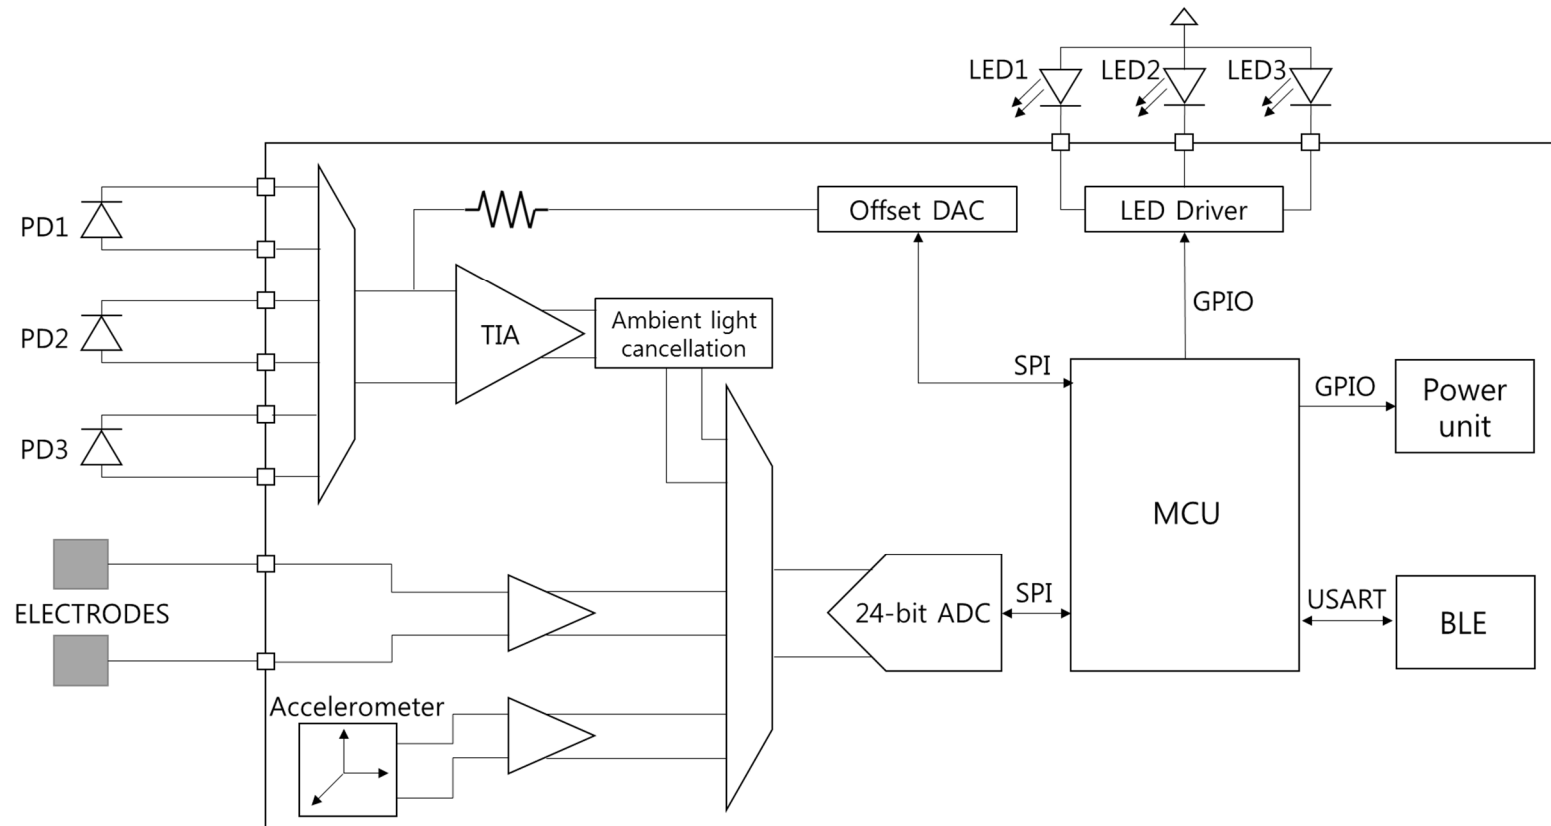 LED1
LED2
LED3
PD1
Offset DAC
LED Driver
GPIO
PD2
TIA
Ambient light
cancellation
SPI
GPIO
Power
unit
PD3
MCU
ELECTRODES
24-bit ADC
SPI
USART
BLE
Accelerometer